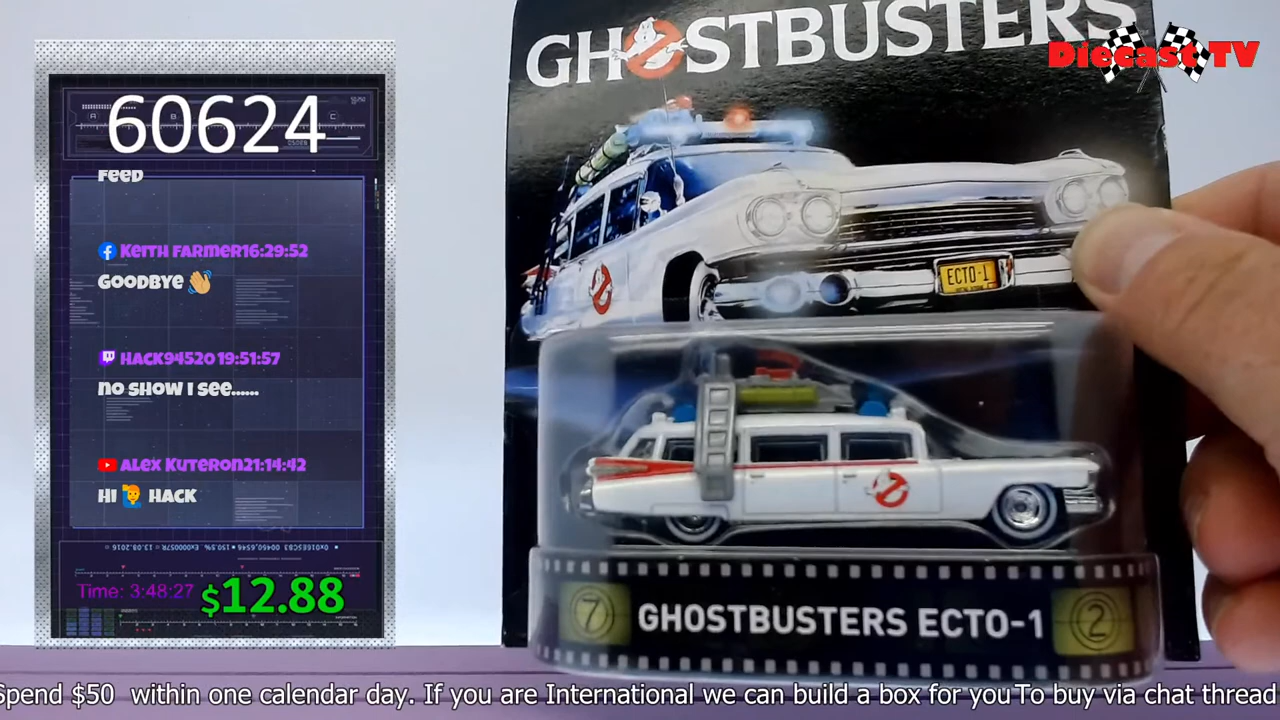 GHOSTBUSTERS
Diecast TV
60624
FEED
Keith Farmer16:29:52
GOODBYE 👋🏼
HACK94520 19:51:57
NO SHOW I SEE......
ALEX KUTERON21:14:42
HI 🙋‍♂️ HACK
Time: 3:48:27
$12.88
ECTO-1
7
GHOSTBUSTERS ECTO-1
2
Spend $50 within one calendar day. If you are International we can build a box for you To buy via chat thread